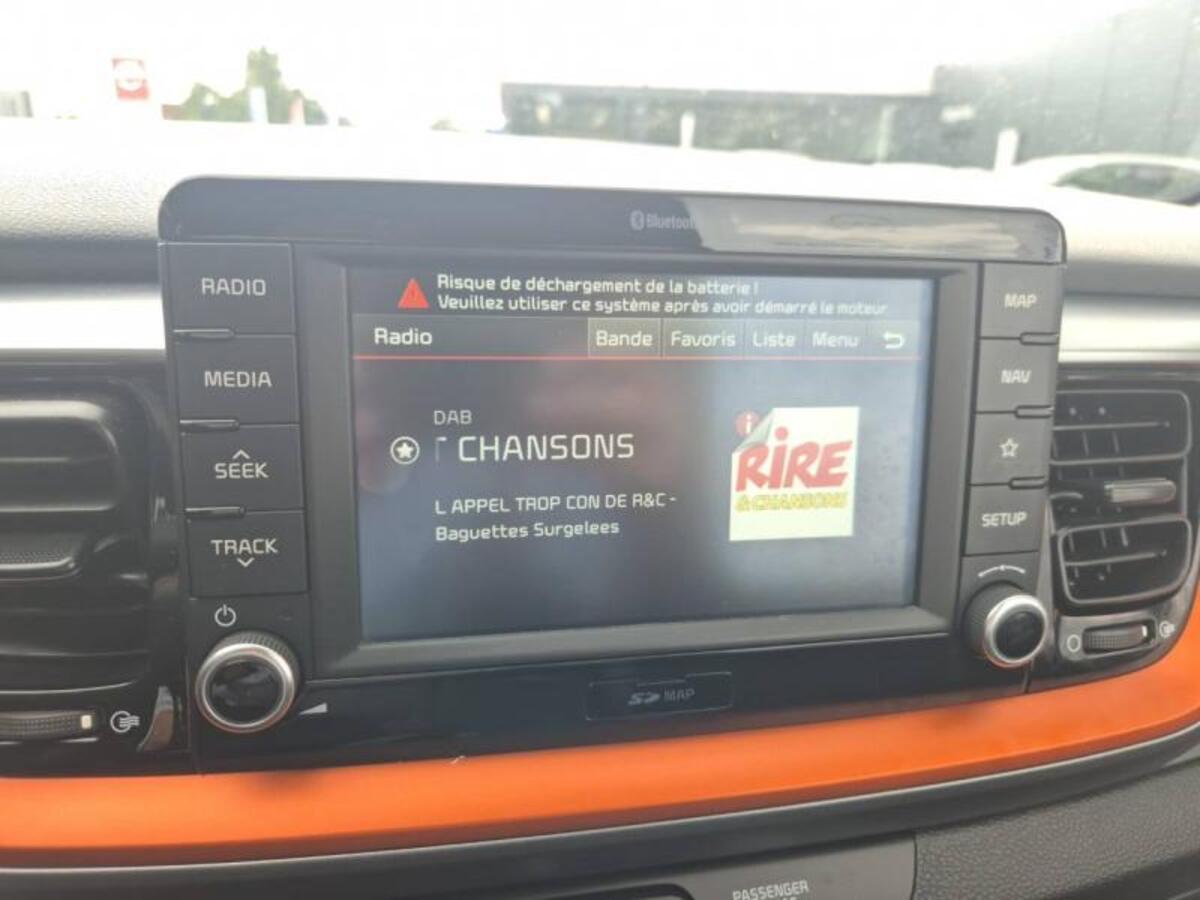 Bluetooth
Risque de déchargement de la batterie !
Veuillez utiliser ce système après avoir démarré le moteur
Radio Bande Favoris Liste Menu
DAB
T CHANSONS
L APPEL TROP CON DE R&C -
Baguettes Surgelees
i
RIRE
& CHANSONS
RADIO
MEDIA
SEEK
TRACK
MAP
NAV
SETUP
SD MAP
PASSENGER